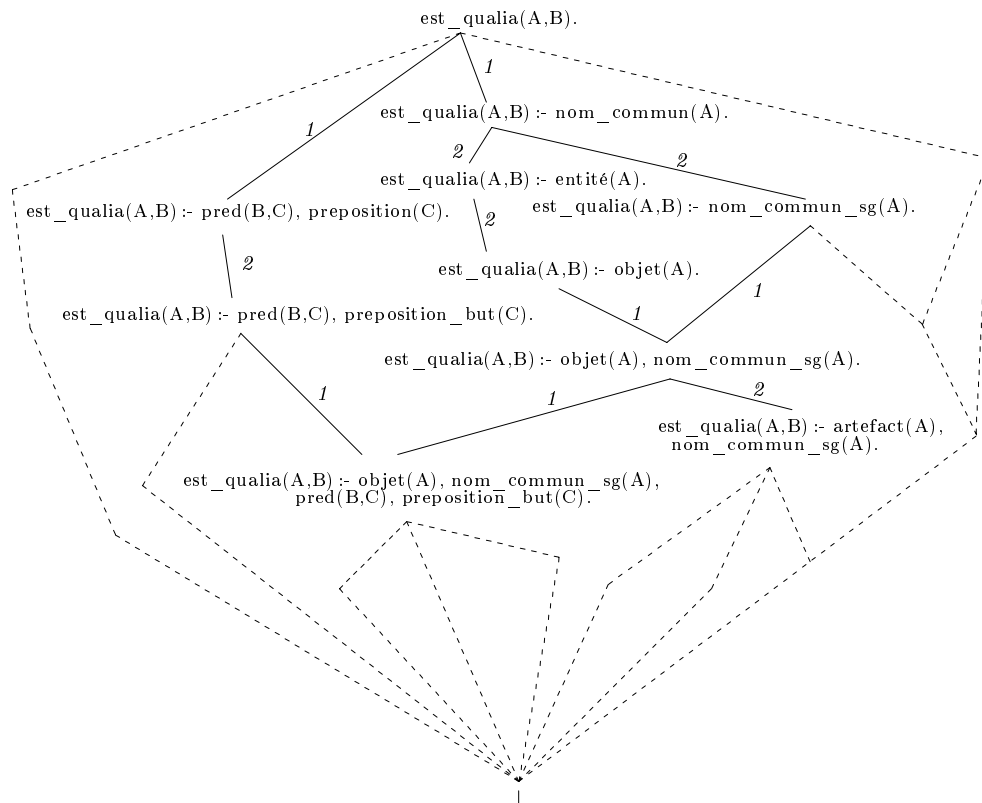 est_qualia(A,B).
1
1
est_qualia(A,B) :- nom_commun(A).
2
2
est_qualia(A,B) :- entité(A).
est_qualia(A,B) :- pred(B,C), preposition(C).
est_qualia(A,B) :- nom_commun_sg(A).
2
2
est_qualia(A,B) :- objet(A).
1
1
est_qualia(A,B) :- pred(B,C), preposition_but(C).
est_qualia(A,B) :- objet(A), nom_commun_sg(A).
1
1
2
est_qualia(A,B) :- artefact(A),
nom_commun_sg(A).
est_qualia(A,B) :- objet(A), nom_commun_sg(A),
pred(B,C), preposition_but(C).